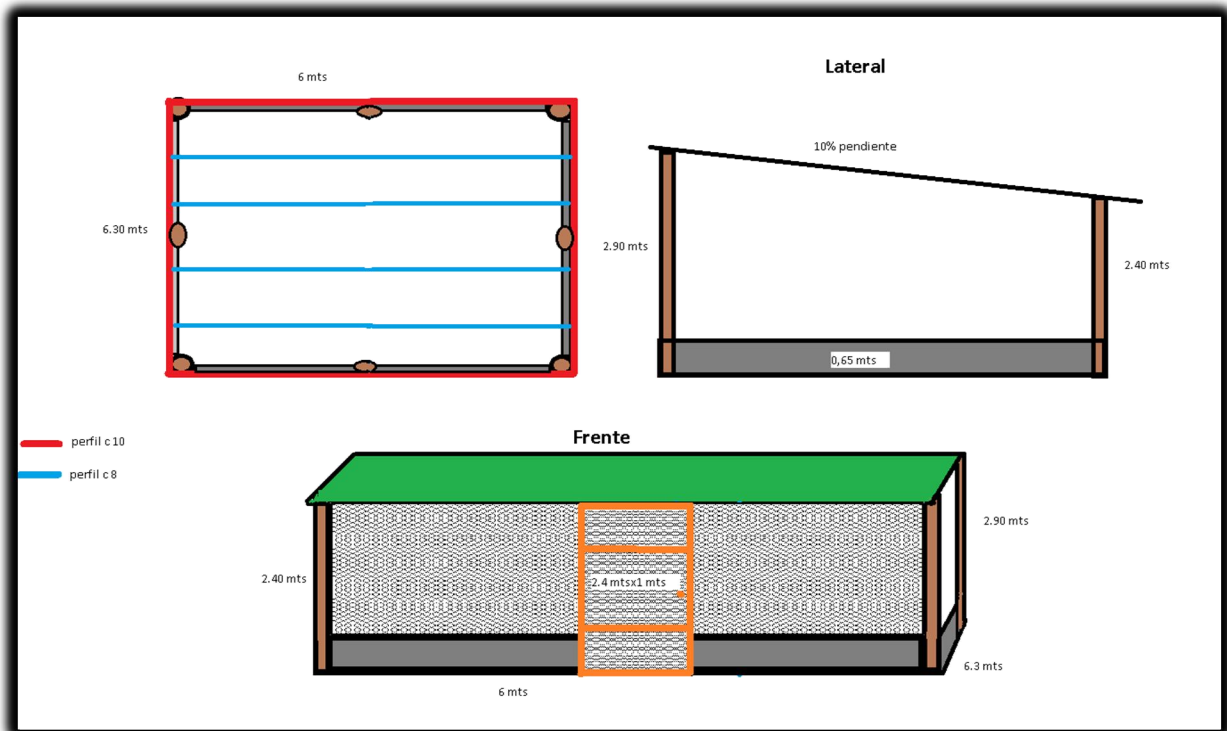 6 mts
Lateral
10% pendiente
6.30 mts
2.90 mts
2.40 mts
0,65 mts
perfil c 10
Frente
perfil c 8
2.90 mts
2.40 mts
2.4 mtsx1 mts
6.3 mts
6 mts